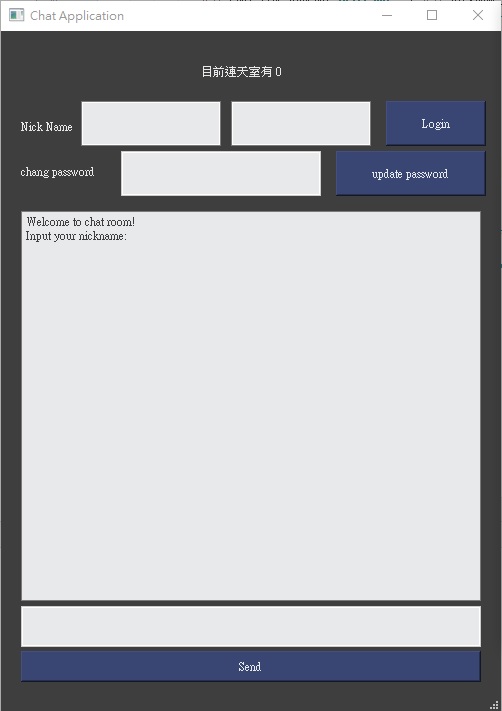 Chat Application
目前連天室有 0
Nick Name
Login
chang password
update password
Welcome to chat room!
Input your nickname:
Send